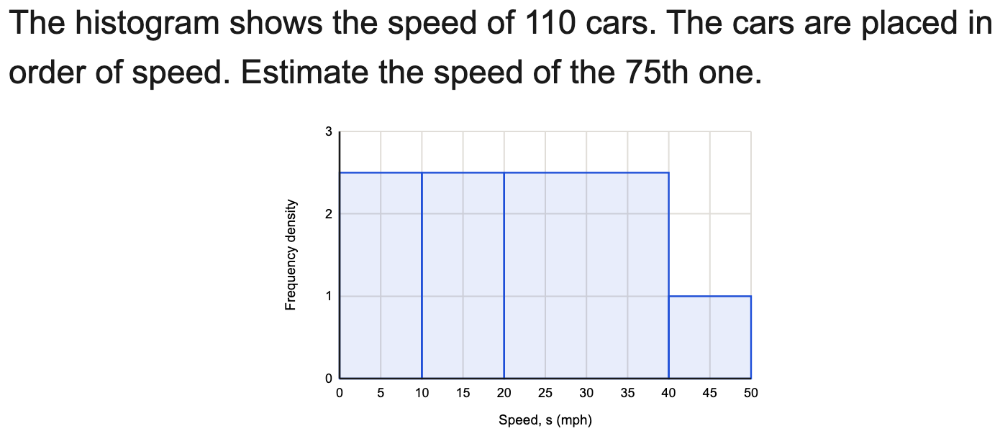 The histogram shows the speed of 110 cars. The cars are placed in
order of speed. Estimate the speed of the 75th one.
3
2
1
0
Frequency density
0 5 10 15 20 25 30 35 40 45 50
Speed, s (mph)